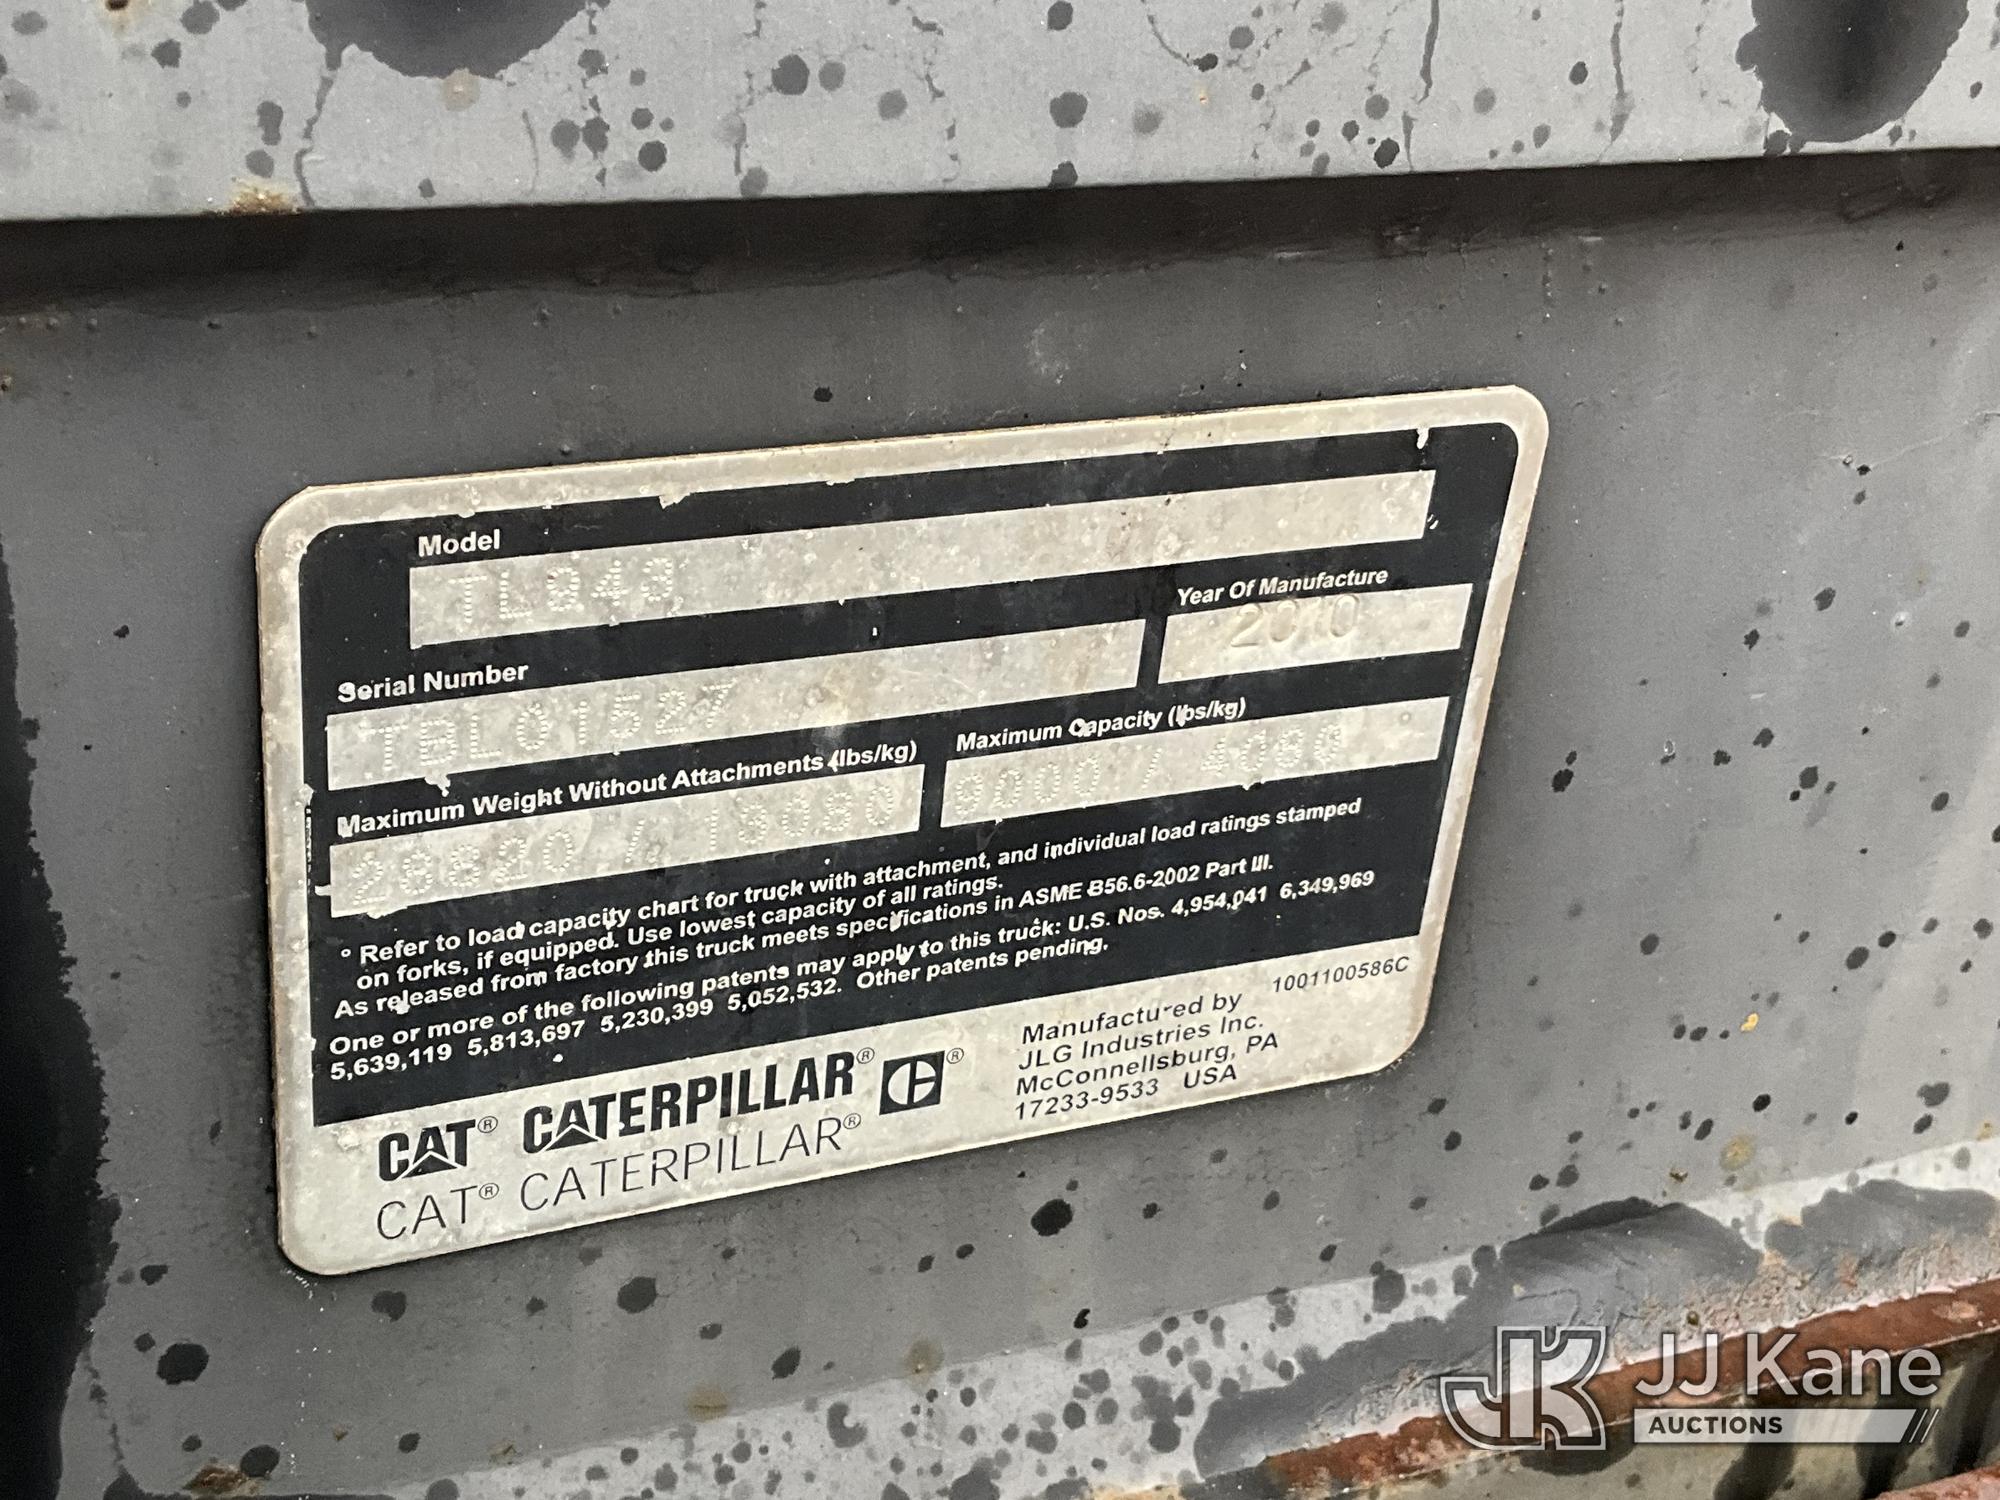 Model
TL943
Serial Number
TBL01527
Year Of Manufacture
2010
Maximum Weight Without Attachments (lbs/kg)
Maximum Capacity (lbs/kg)
9000 / 4080
° Refer to load capacity chart for truck with attachment, and individual load ratings stamped
on forks, if equipped. Use lowest capacity of all ratings.
As released from factory this truck meets specifications in ASME B56.6-2002 Part III.
One or more of the following patents may apply to this truck: U.S. Nos. 4,954,041 6,349,969
5,639,119 5,813,697 5,230,399 5,052,532. Other patents pending.
CAT® CATERPILLAR® ®
CAT® CATERPILLAR®
Manufactured by
JLG Industries Inc.
McConnellsburg, PA
17233-9533 USA
1001100586C
JK JJ Kane
AUCTIONS